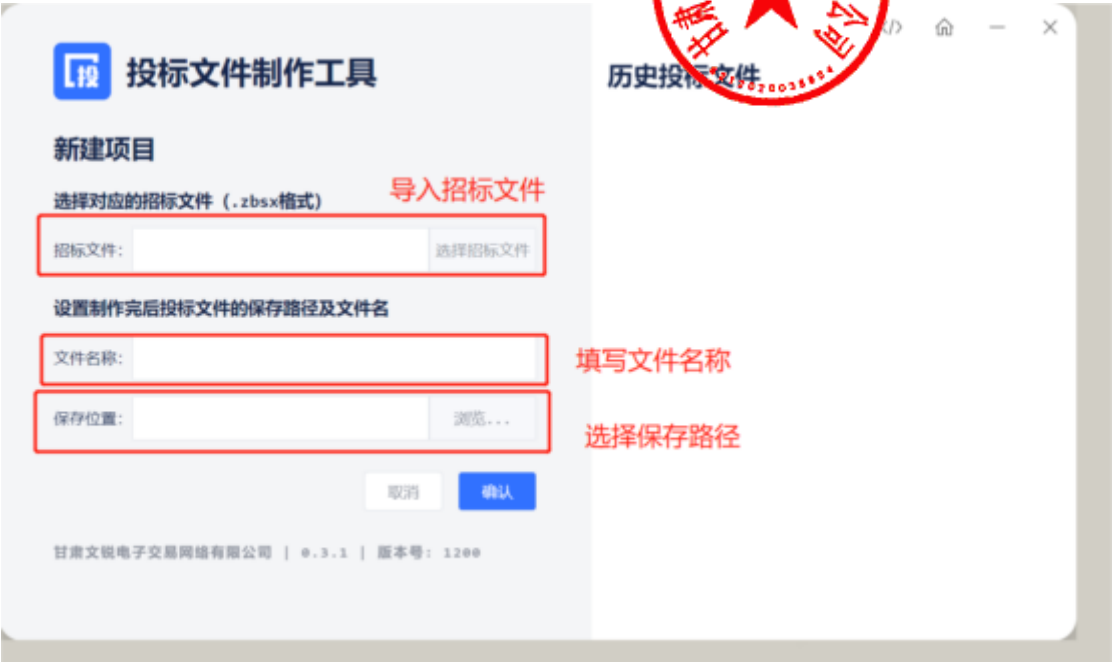 甘肃
公司
投
投标文件制作工具
历史投标文件
新建项目
导入招标文件
选择对应的招标文件（.zbsx格式）
招标文件：
选择招标文件
设置制作完后投标文件的保存路径及文件名
文件名称：
填写文件名称
保存位置：
浏览...
选择保存路径
取消
确认
甘肃文锐电子交易网络有限公司 | 0.3.1 | 版本号: 1200